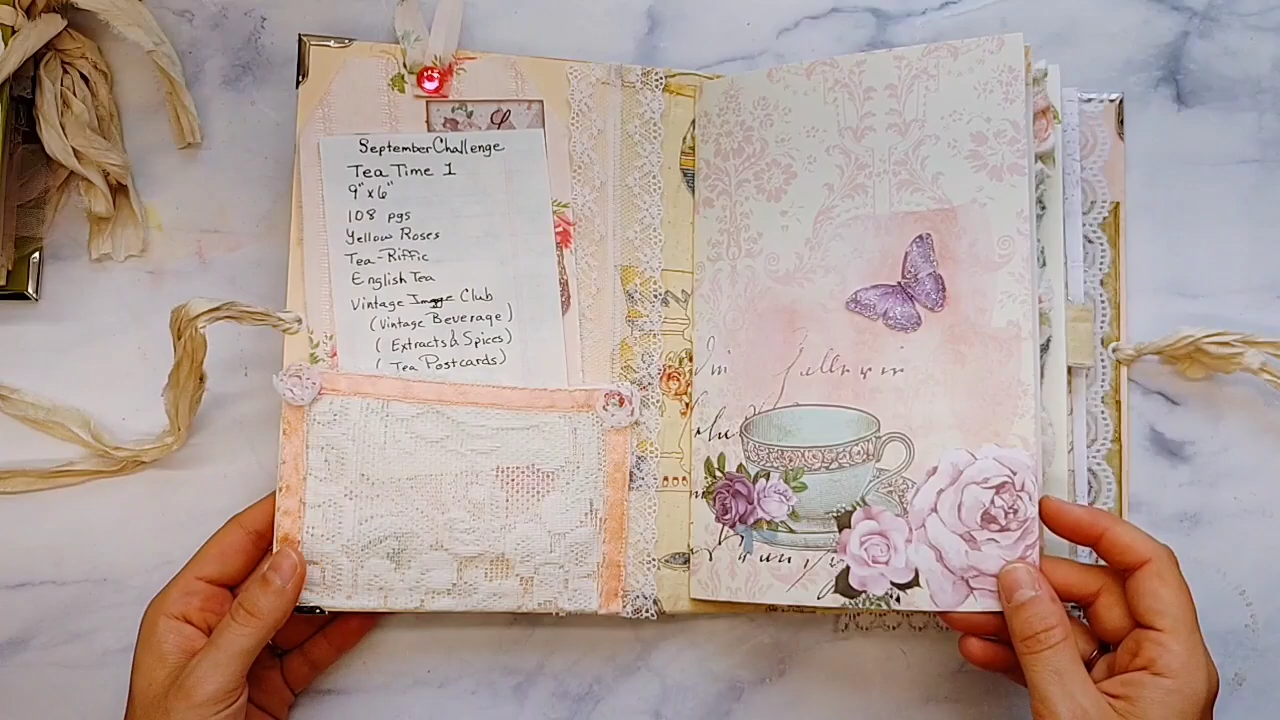 September Challenge
Tea Time 1
9"x6"
108 pgs
Yellow Roses
Tea-Riffic
English Tea
Vintage Image Club
(Vintage Beverage)
(Extracts & Spices)
(Tea Postcards)